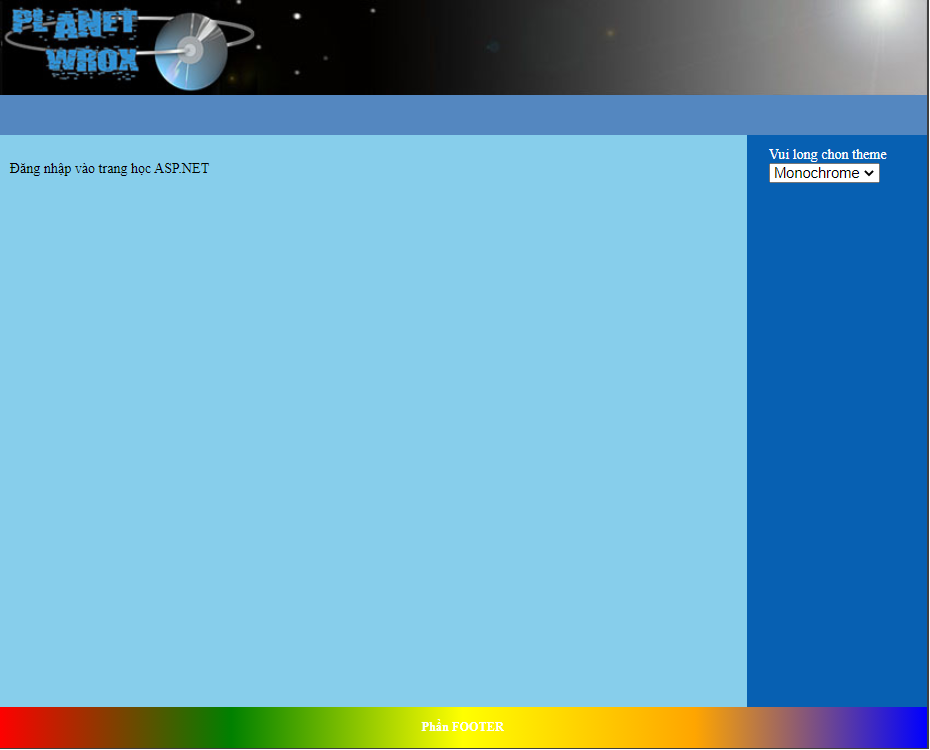 PLANET
WROX
Đăng nhập vào trang học ASP.NET
Vui long chon theme
Monochrome
Phần FOOTER